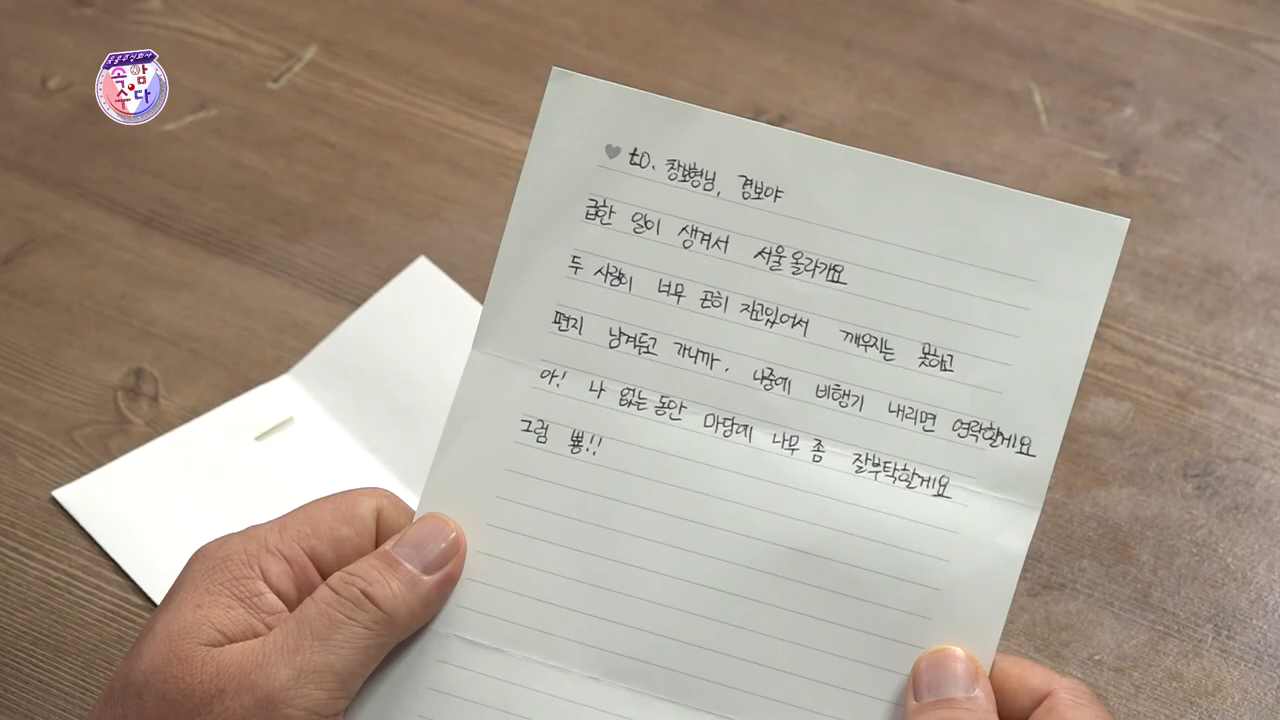 속암수다
to. 창보형님, 경보야
급한 일이 생겨서 서울올라가요
두 사람이 너무 곤히 자고있어서 깨우지는 못하고
편지 남겨두고 가니까, 나중에 비행기 내리면 연락할게요
아! 나 없는동안 마당에 나무 좀 잘부탁할게요
그럼 뿅!!